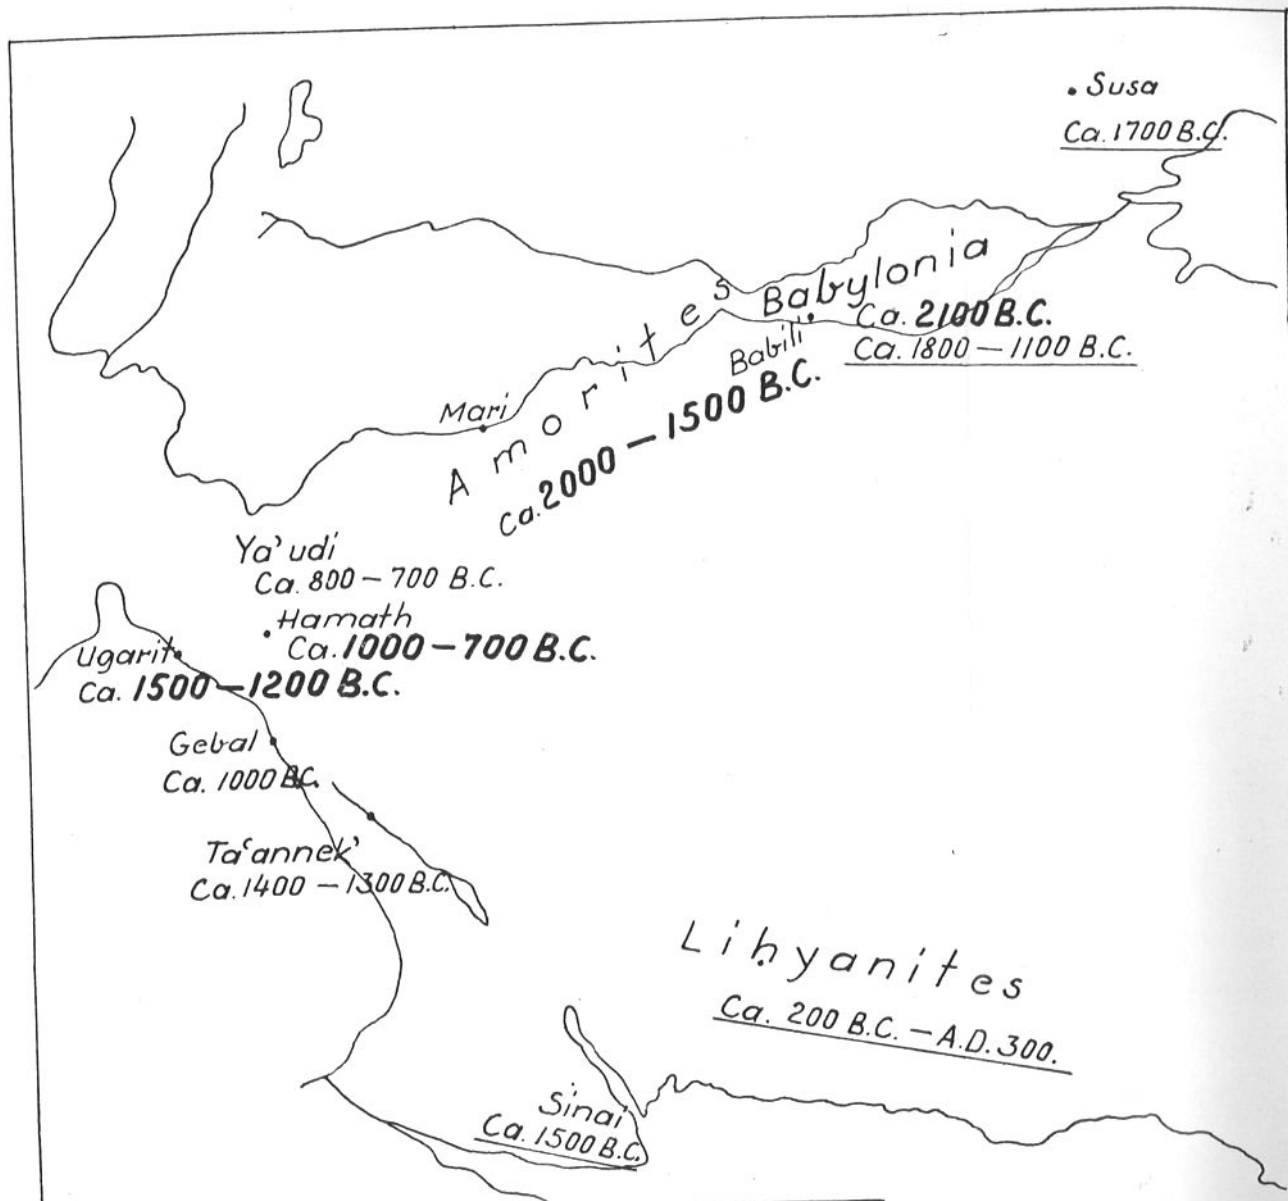 Susa
Ca. 1700 B.C.
Babylonia
Ca. 2100 B.C.
Ca. 1800 — 1100 B.C.
Babili
Mari
Amorites
Ca. 2000 — 1500 B.C.
Ya’udi
Ca. 800 — 700 B.C.
Hamath
Ca. 1000 — 700 B.C.
Ugarit
Ca. 1500 — 1200 B.C.
Gebal
Ca. 1000 B.C.
Ta‘annek’
Ca. 1400 — 1300 B.C.
Liḥyanites
Ca. 200 B.C. — A.D. 300.
Sinai
Ca. 1500 B.C.